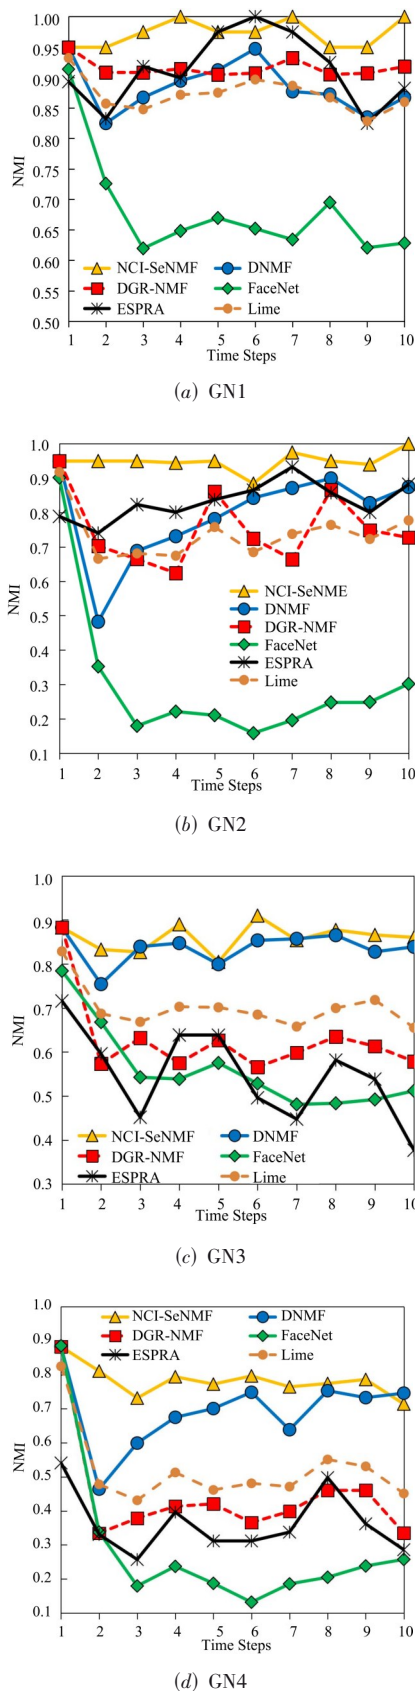 1.00
0.95
0.90
0.85
0.80
0.75
0.70
0.65
0.60
0.55
0.50
NMI
NCI-SeNMF DNMF
DGR-NMF FaceNet
ESPRA Lime
1 2 3 4 5 6 7 8 9 10
Time Steps
(a) GN1
1.0
0.9
0.8
0.7
0.6
0.5
0.4
0.3
0.2
0.1
NMI
NCI-SeNME
DNMF
DGR-NMF
FaceNet
ESPRA
Lime
1 2 3 4 5 6 7 8 9 10
Time Steps
(b) GN2
1.0
0.9
0.8
0.7
0.6
0.5
0.4
0.3
NMI
NCI-SeNMF DNMF
DGR-NMF FaceNet
ESPRA Lime
1 2 3 4 5 6 7 8 9 10
Time Steps
(c) GN3
1.0
0.9
0.8
0.7
0.6
0.5
0.4
0.3
0.2
0.1
NMI
NCI-SeNMF DNMF
DGR-NMF FaceNet
ESPRA Lime
1 2 3 4 5 6 7 8 9 10
Time Steps
(d) GN4